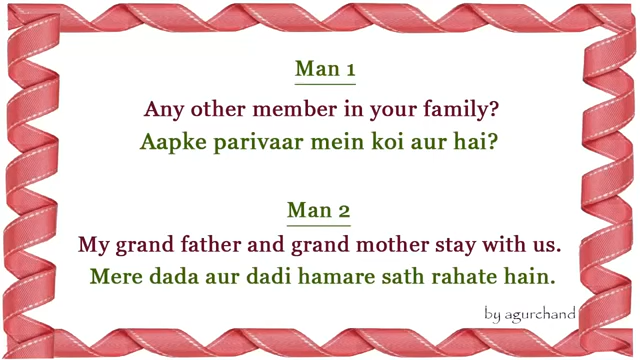 Man 1
Any other member in your family?
Aapke parivaar mein koi aur hai?
Man 2
My grand father and grand mother stay with us.
Mere dada aur dadi hamare sath rahate hain.
by agurchand